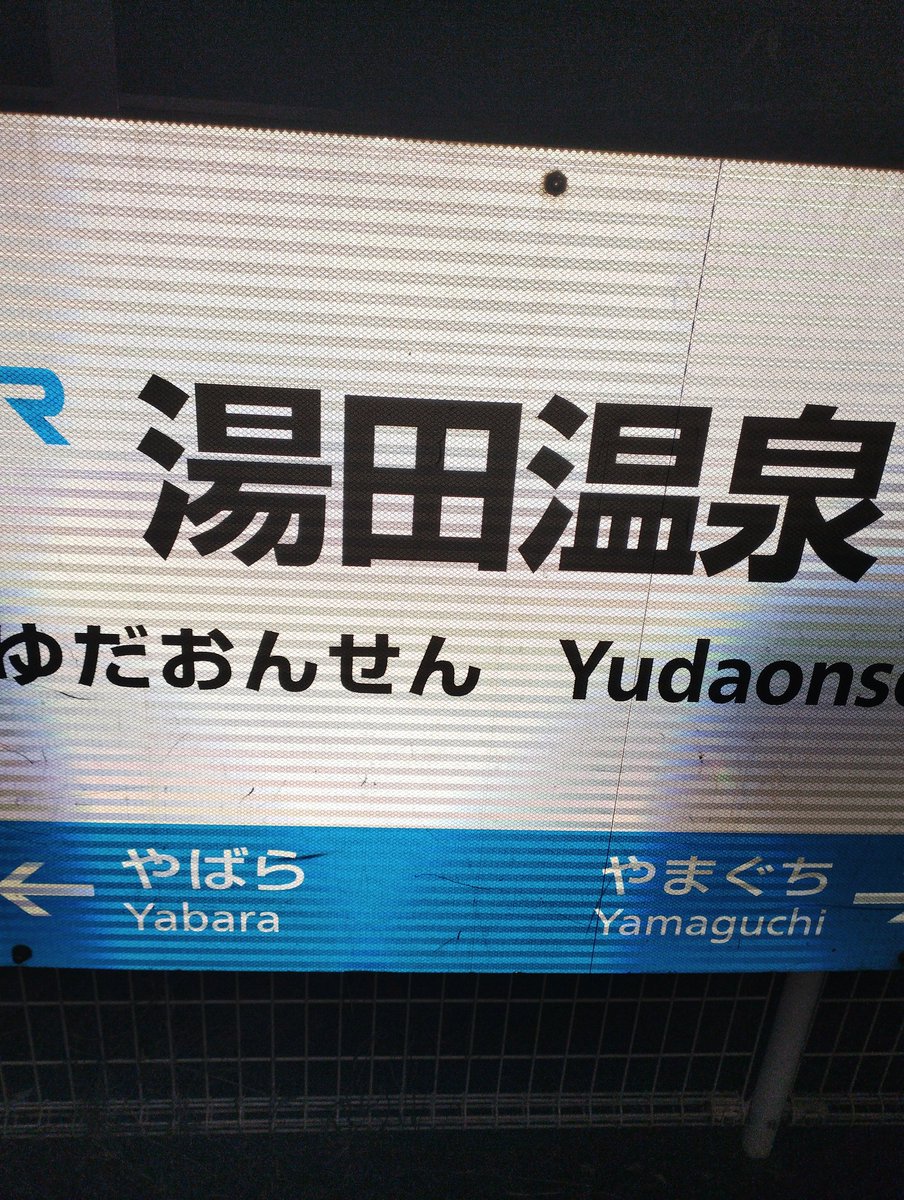 湯田温泉
ゆだおんせん Yudaons
やばら やまぐち
Yabara Yamaguchi